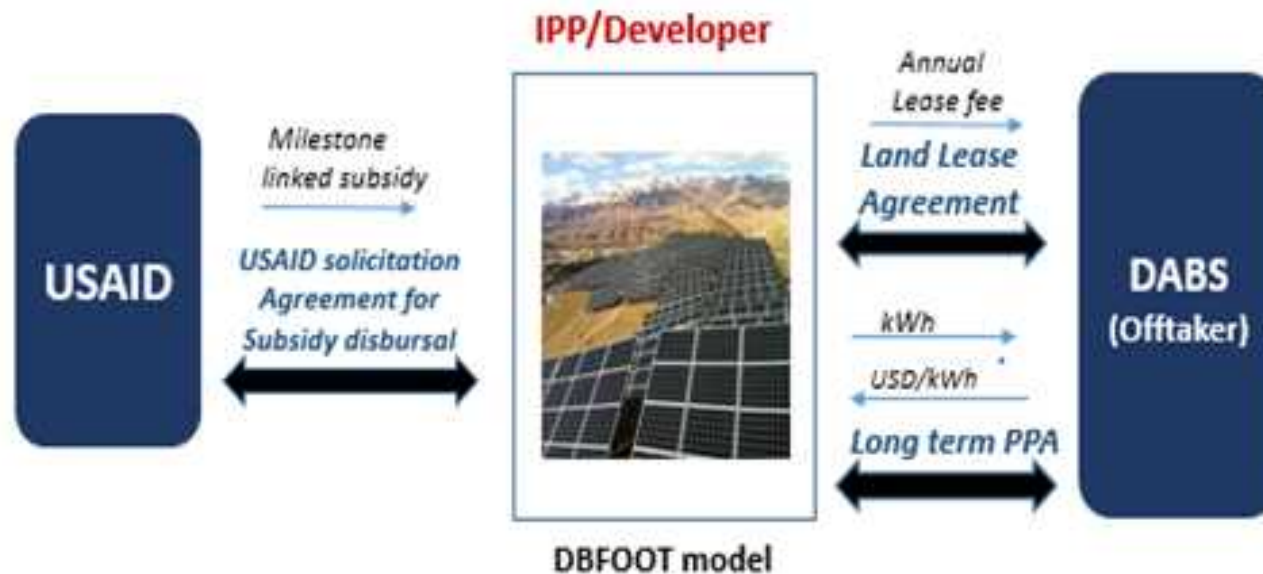 IPP/Developer
USAID
Milestone
linked subsidy
USAID solicitation
Agreement for
Subsidy disbursal
Annual
Lease fee
Land Lease
Agreement
kWh
USD/kWh
Long term PPA
DABS
(Offtaker)
DBFOOT model